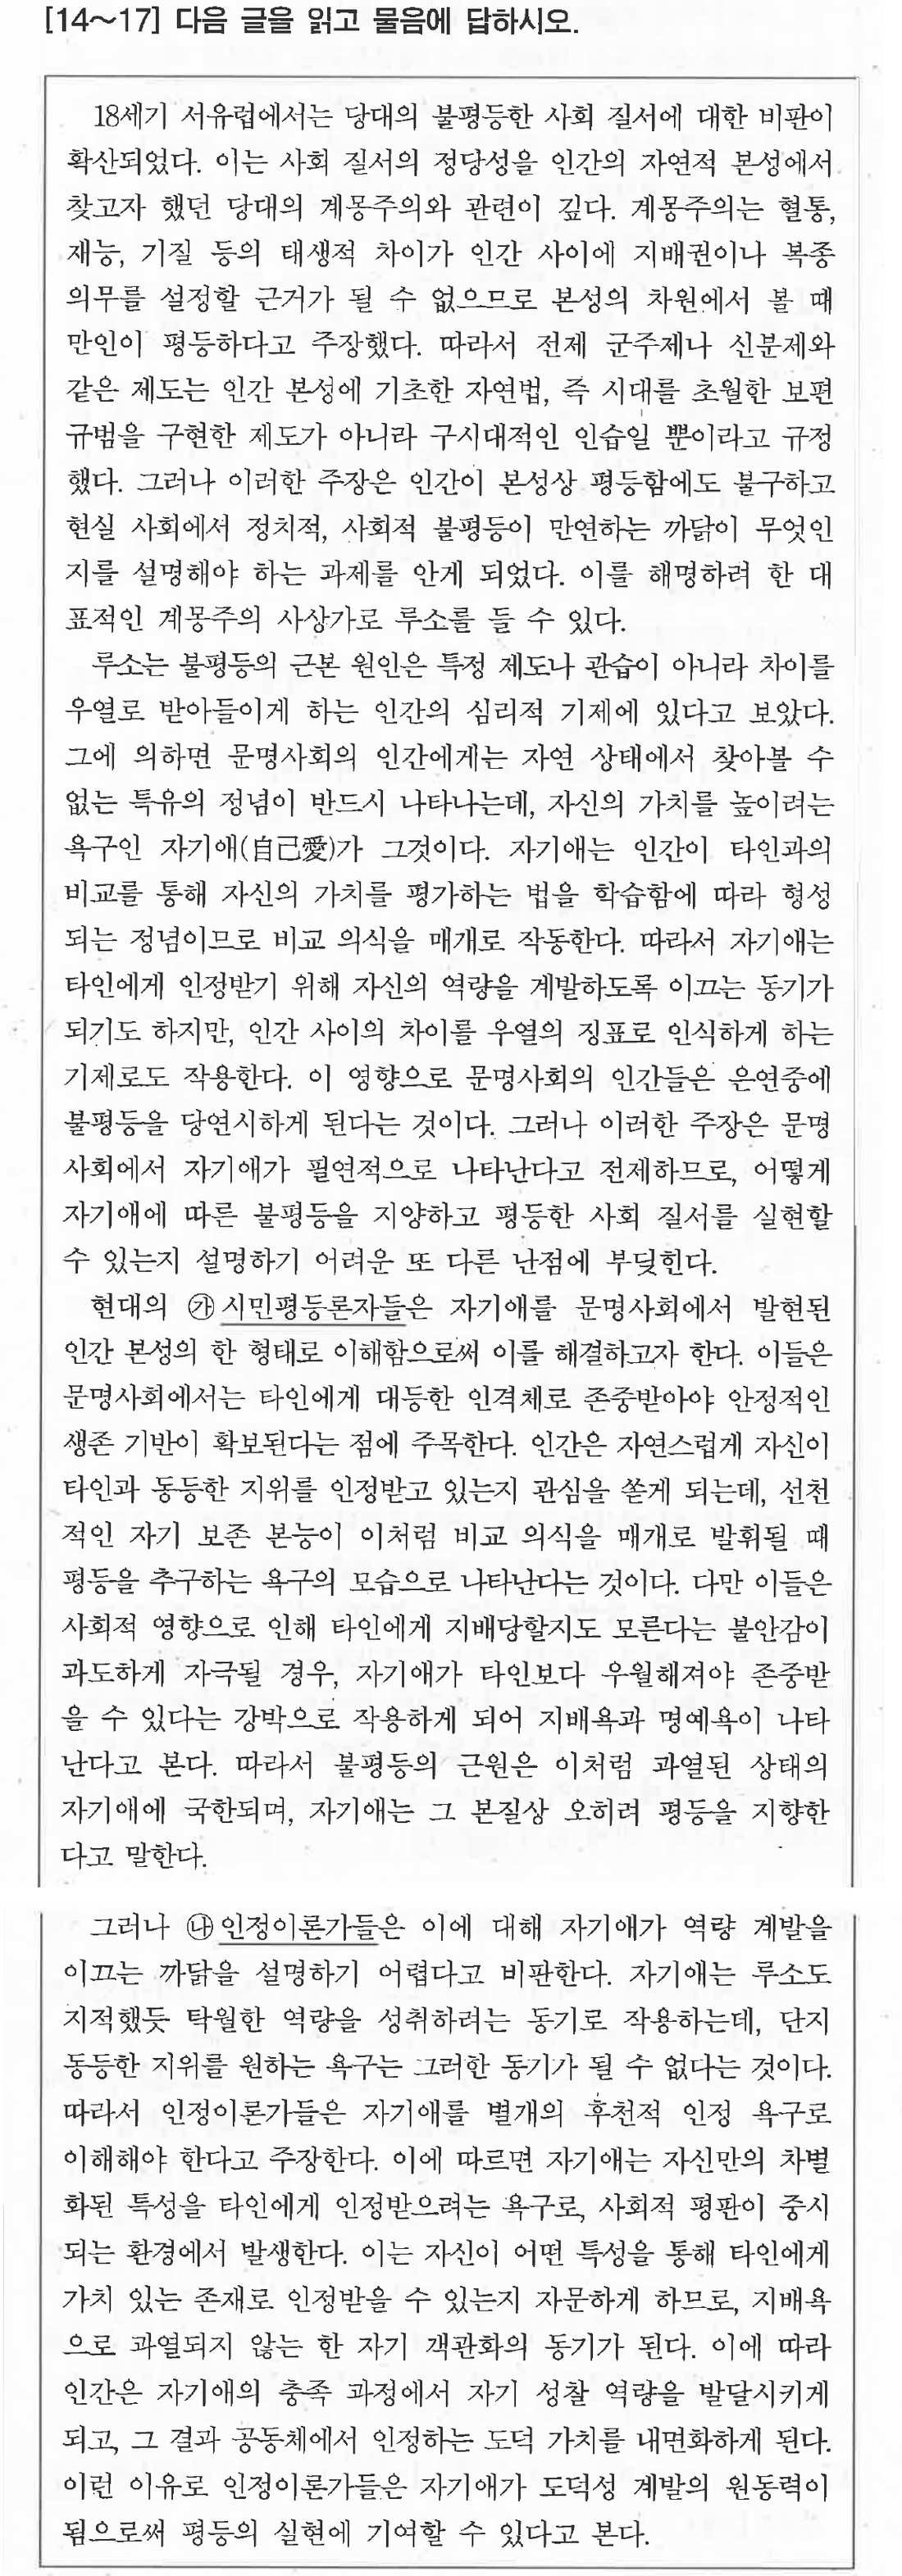 [14～17] 다음 글을 읽고 물음에 답하시오.
18세기 서유럽에서는 당대의 불평등한 사회 질서에 대한 비판이
확산되었다. 이는 사회 질서의 정당성을 인간의 자연적 본성에서
찾고자 했던 당대의 계몽주의와 관련이 깊다. 계몽주의는 혈통,
재능, 기질 등의 태생적 차이가 인간 사이에 지배권이나 복종
의무를 설정할 근거가 될 수 없으므로 본성의 차원에서 볼 때
만인이 평등하다고 주장했다. 따라서 전제 군주제나 신분제와
같은 제도는 인간 본성에 기초한 자연법, 즉 시대를 초월한 보편
규범을 구현한 제도가 아니라 구시대적인 인습일 뿐이라고 규정
했다. 그러나 이러한 주장은 인간이 본성상 평등함에도 불구하고
현실 사회에서 정치적, 사회적 불평등이 만연하는 까닭이 무엇인
지를 설명해야 하는 과제를 안게 되었다. 이를 해명하려 한 대
표적인 계몽주의 사상가로 루소를 들 수 있다.
루소는 불평등의 근본 원인은 특정 제도나 관습이 아니라 차이를
우열로 받아들이게 하는 인간의 심리적 기제에 있다고 보았다.
그에 의하면 문명사회의 인간에게는 자연 상태에서 찾아볼 수
없는 특유의 정념이 반드시 나타나는데, 자신의 가치를 높이려는
욕구인 자기애(自己愛)가 그것이다. 자기애는 인간이 타인과의
비교를 통해 자신의 가치를 평가하는 법을 학습함에 따라 형성
되는 정념이므로 비교 의식을 매개로 작동한다. 따라서 자기애는
타인에게 인정받기 위해 자신의 역량을 계발하도록 이끄는 동기가
되기도 하지만, 인간 사이의 차이를 우열의 징표로 인식하게 하는
기제로도 작용한다. 이 영향으로 문명사회의 인간들은 은연중에
불평등을 당연시하게 된다는 것이다. 그러나 이러한 주장은 문명
사회에서 자기애가 필연적으로 나타난다고 전제하므로, 어떻게
자기애에 따른 불평등을 지양하고 평등한 사회 질서를 실현할
수 있는지 설명하기 어려운 또 다른 난점에 부딪힌다.
현대의 ㉮ 시민평등론자들은 자기애를 문명사회에서 발현된
인간 본성의 한 형태로 이해함으로써 이를 해결하고자 한다. 이들은
문명사회에서는 타인에게 대등한 인격체로 존중받아야 안정적인
생존 기반이 확보된다는 점에 주목한다. 인간은 자연스럽게 자신이
타인과 동등한 지위를 인정받고 있는지 관심을 쏟게 되는데, 선천
적인 자기 보존 본능이 이처럼 비교 의식을 매개로 발휘될 때
평등을 추구하는 욕구의 모습으로 나타난다는 것이다. 다만 이들은
사회적 영향으로 인해 타인에게 지배당할지도 모른다는 불안감이
과도하게 자극될 경우, 자기애가 타인보다 우월해져야 존중받
을 수 있다는 강박으로 작용하게 되어 지배욕과 명예욕이 나타
난다고 본다. 따라서 불평등의 근원은 이처럼 과열된 상태의
자기애에 국한되며, 자기애는 그 본질상 오히려 평등을 지향한
다고 말한다.
그러나 ㉯ 인정이론가들은 이에 대해 자기애가 역량 계발을
이끄는 까닭을 설명하기 어렵다고 비판한다. 자기애는 루소도
지적했듯 탁월한 역량을 성취하려는 동기로 작용하는데, 단지
동등한 지위를 원하는 욕구는 그러한 동기가 될 수 없다는 것이다.
따라서 인정이론가들은 자기애를 별개의 후천적 인정 욕구로
이해해야 한다고 주장한다. 이에 따르면 자기애는 자신만의 차별
화된 특성을 타인에게 인정받으려는 욕구로, 사회적 평판이 중시
되는 환경에서 발생한다. 이는 자신이 어떤 특성을 통해 타인에게
가치 있는 존재로 인정받을 수 있는지 자문하게 하므로, 지배욕
으로 과열되지 않는 한 자기 객관화의 동기가 된다. 이에 따라
인간은 자기애의 충족 과정에서 자기 성찰 역량을 발달시키게
되고, 그 결과 공동체에서 인정하는 도덕 가치를 내면화하게 된다.
이런 이유로 인정이론가들은 자기애가 도덕성 계발의 원동력이
됨으로써 평등의 실현에 기여할 수 있다고 본다.